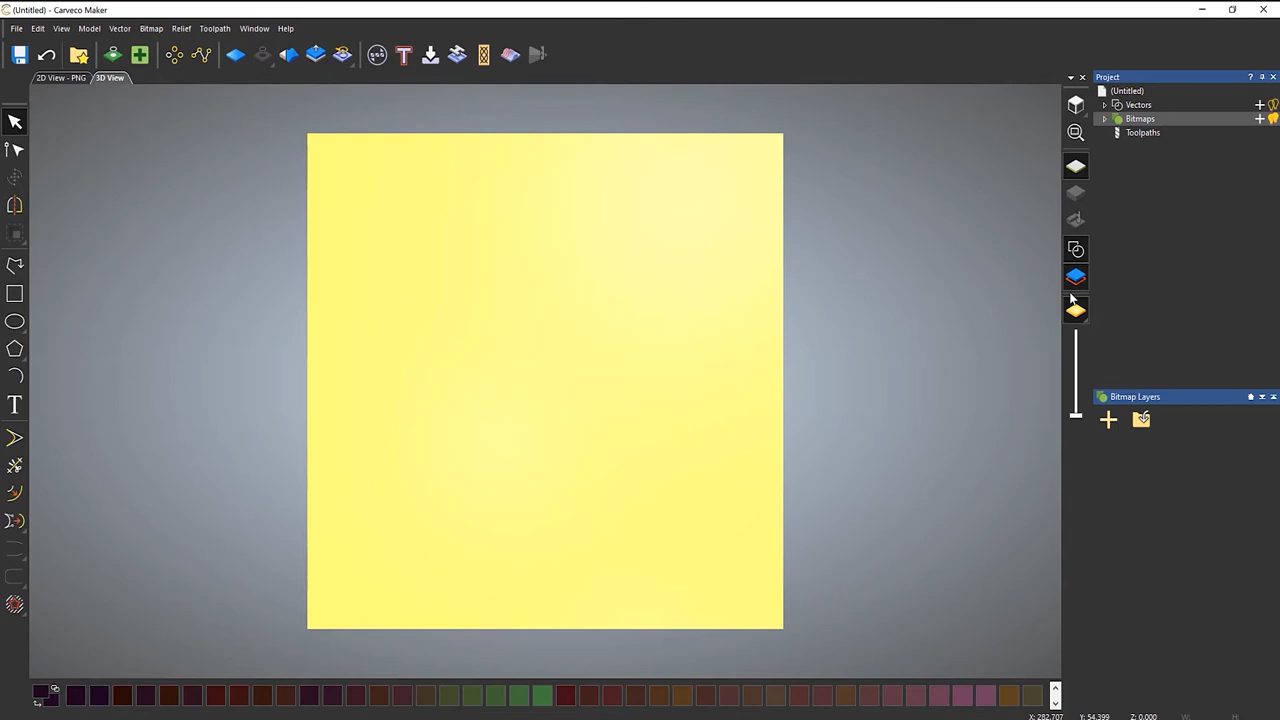 (Untitled) - Carveco Maker
File Edit View Model Vector Bitmap Relief Toolpath Window Help
2D View - PNG 3D View
Project
(Untitled)
Vectors
Bitmaps
Toolpaths
Bitmap Layers
T
X: 282.707 Y: 54.399 Z: 0.000 W: H: